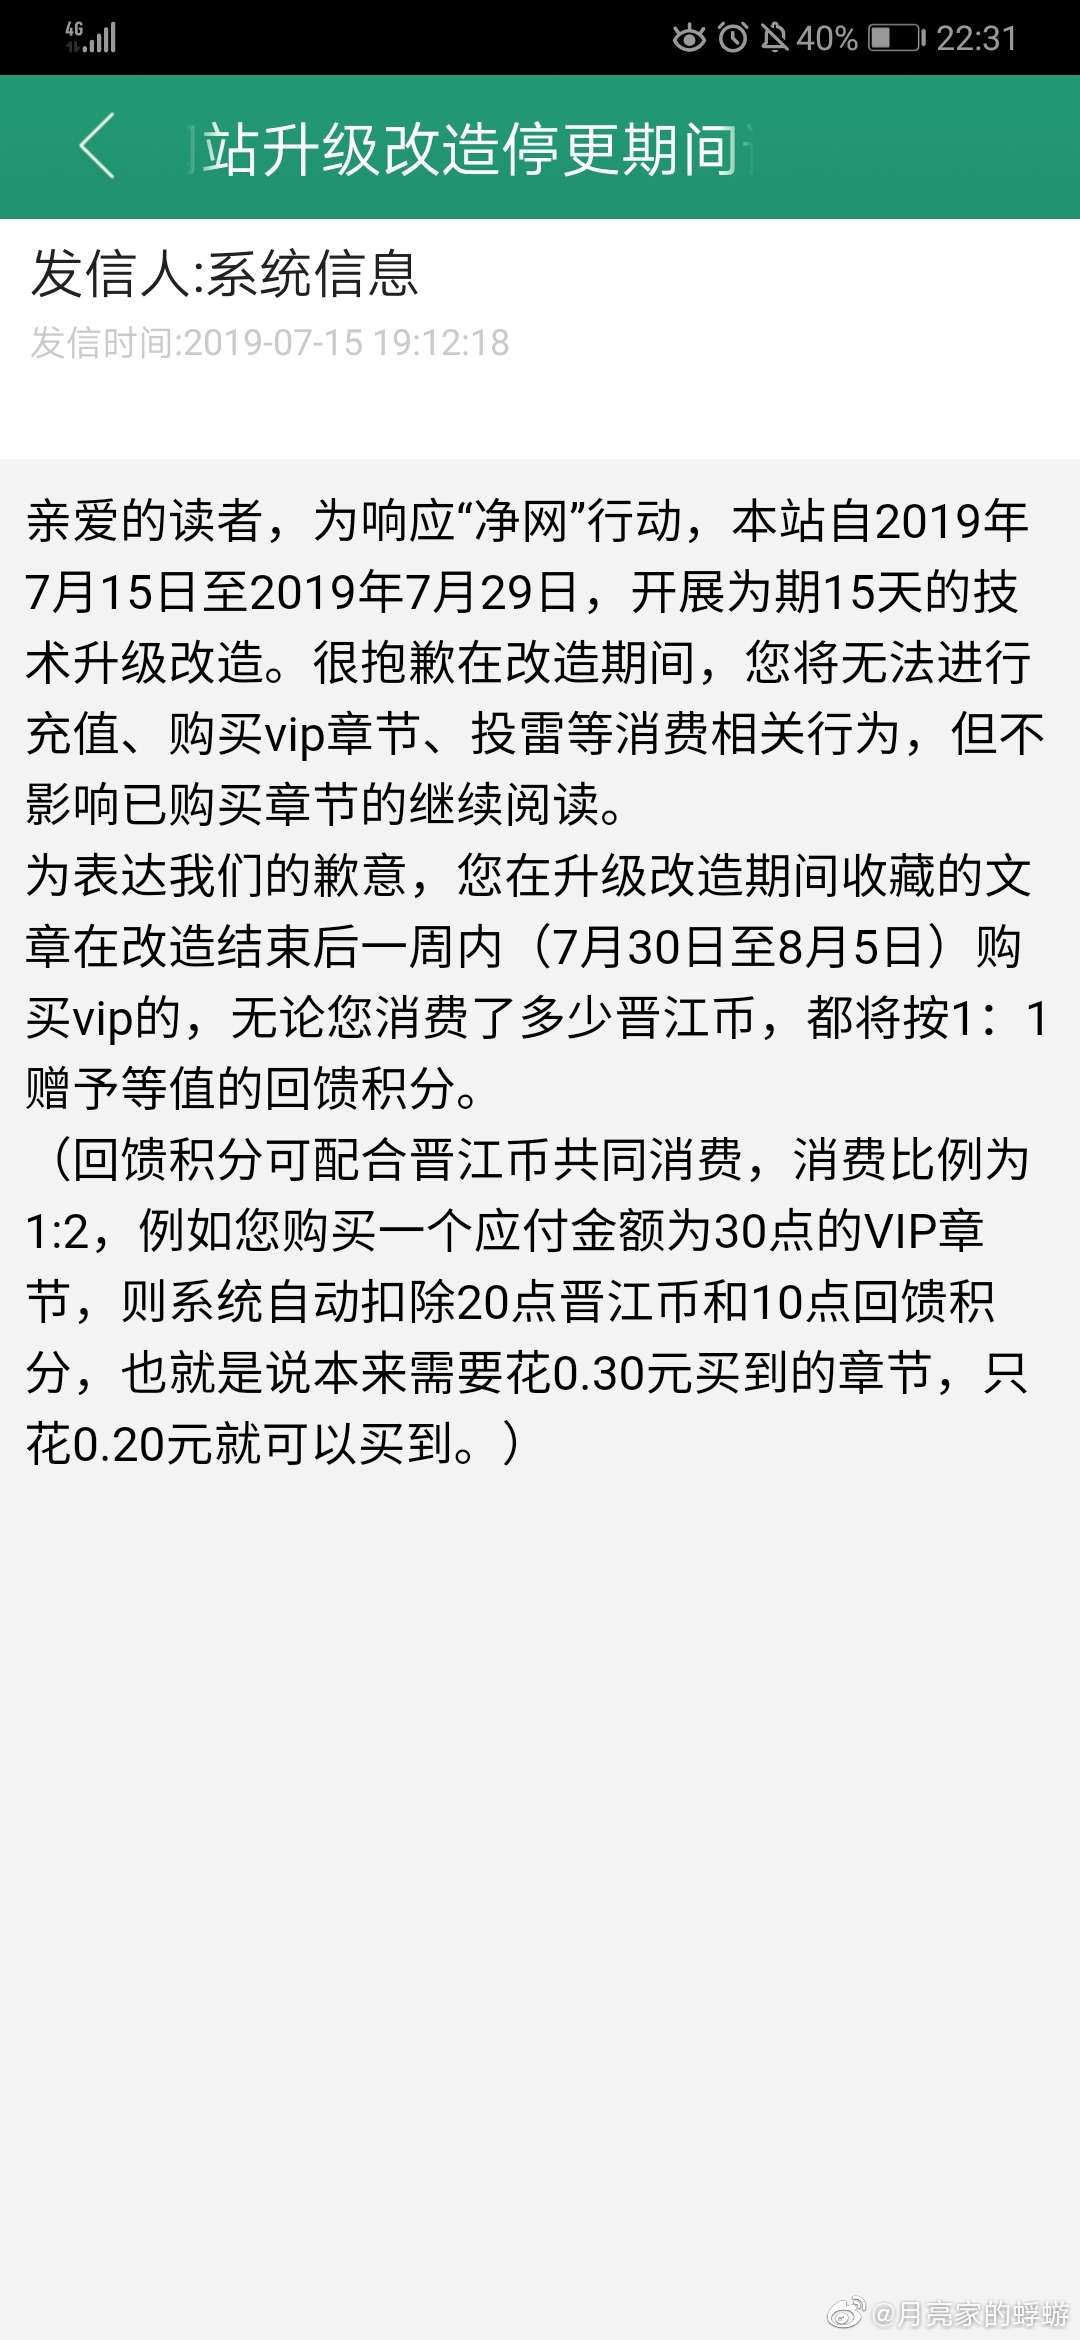 4G
40%
22:31
站升级改造停更期间
发信人:系统信息
发信时间:2019-07-15 19:12:18
亲爱的读者，为响应“净网”行动，本站自2019年
7月15日至2019年7月29日，开展为期15天的技
术升级改造。很抱歉在改造期间，您将无法进行
充值、购买vip章节、投雷等消费相关行为，但不
影响已购买章节的继续阅读。
为表达我们的歉意，您在升级改造期间收藏的文
章在改造结束后一周内（7月30日至8月5日）购
买vip的，无论您消费了多少晋江币，都将按1：1
赠予等值的回馈积分。
（回馈积分可配合晋江币共同消费，消费比例为
1:2，例如您购买一个应付金额为30点的VIP章
节，则系统自动扣除20点晋江币和10点回馈积
分，也就是说本来需要花0.30元买到的章节，只
花0.20元就可以买到。）
@月亮家的蜉蝣